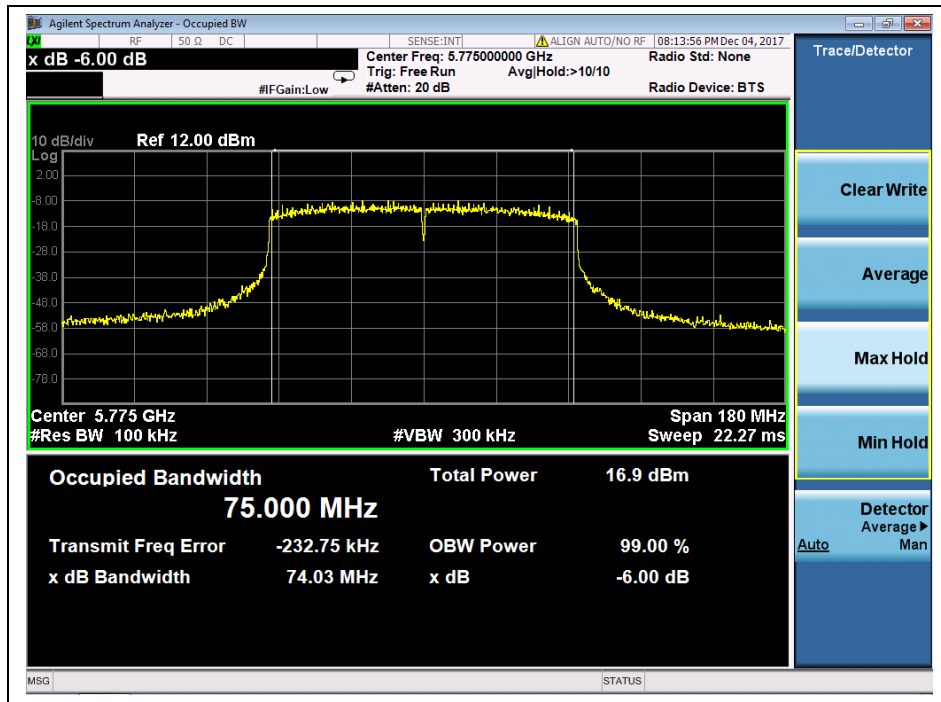 Agilent Spectrum Analyzer - Occupied BW
LXI RF 50 Ω DC SENSE:INT ALIGN AUTO/NO RF 08:13:56 PM Dec 04, 2017
x dB -6.00 dB
Center Freq: 5.775000000 GHz Radio Std: None
Trig: Free Run Avg|Hold:>10/10
#IFGain:Low #Atten: 20 dB Radio Device: BTS
10 dB/div Ref 12.00 dBm
Log
2.00
-8.00
-18.0
-28.0
-38.0
-48.0
-58.0
-68.0
-78.0
Center 5.775 GHz Span 180 MHz
#Res BW 100 kHz #VBW 300 kHz Sweep 22.27 ms
Occupied Bandwidth Total Power 16.9 dBm
75.000 MHz
Transmit Freq Error -232.75 kHz OBW Power 99.00 %
x dB Bandwidth 74.03 MHz x dB -6.00 dB
MSG STATUS
Trace/Detector
Clear Write
Average
Max Hold
Min Hold
Detector
Average▶
Auto Man